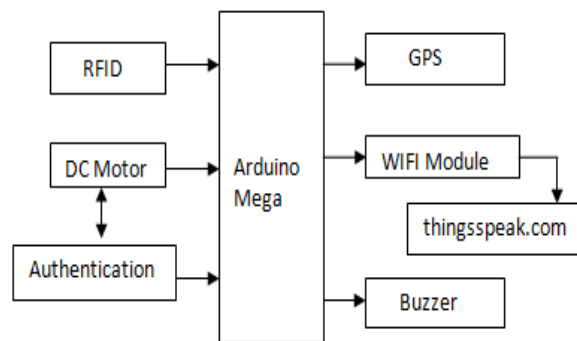 RFID
DC Motor
Authentication
Arduino
Mega
GPS
WIFI Module
thingsspeak.com
Buzzer